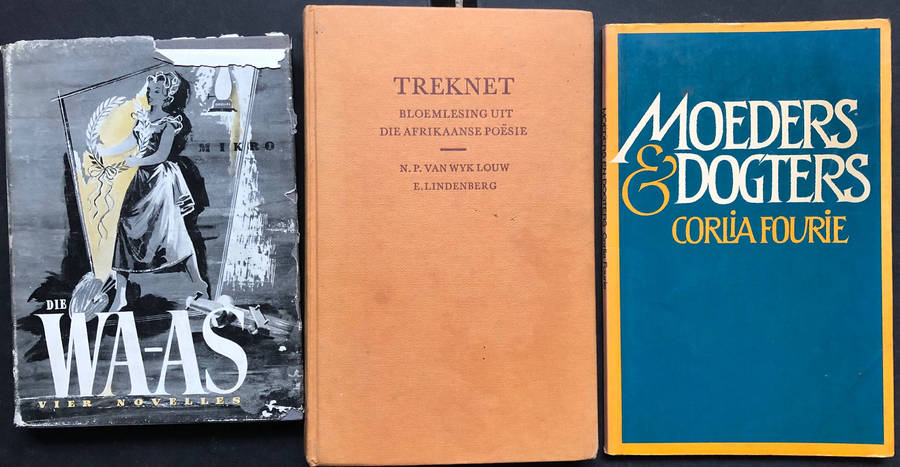 MIKRO
DIE
WA-AS
VIER NOVELLES
TREKNET
BLOEMLESING UIT
DIE AFRIKAANSE POËSIE
N. P. VAN WYK LOUW
E. LINDENBERG
MOEDERS
& DOGTERS
CORLIA FOURIE